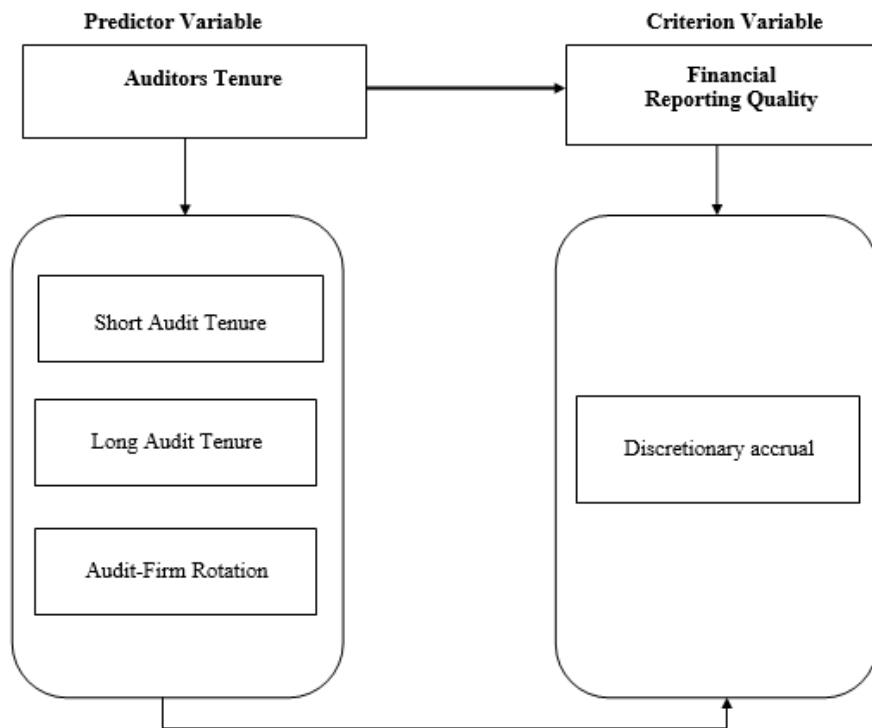 Predictor Variable
Criterion Variable
Auditors Tenure
Financial
Reporting Quality
Short Audit Tenure
Long Audit Tenure
Discretionary accrual
Audit-Firm Rotation